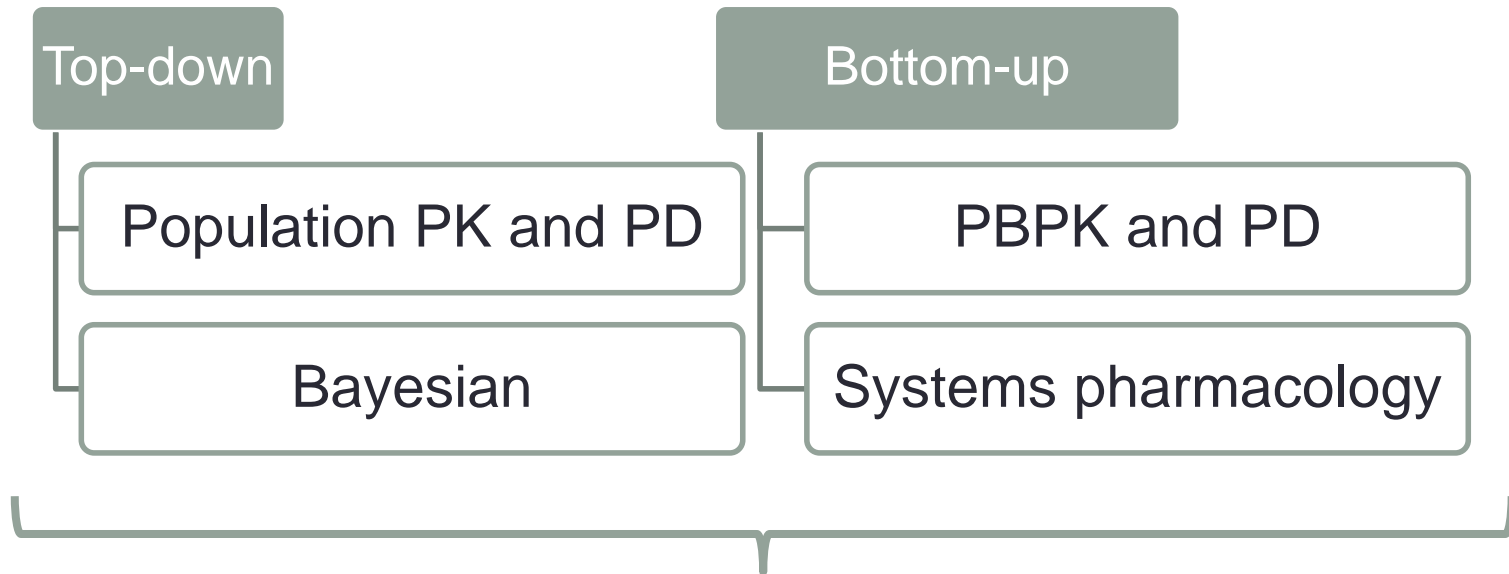 Top-down
Population PK and PD
Bayesian
Bottom-up
PBPK and PD
Systems pharmacology